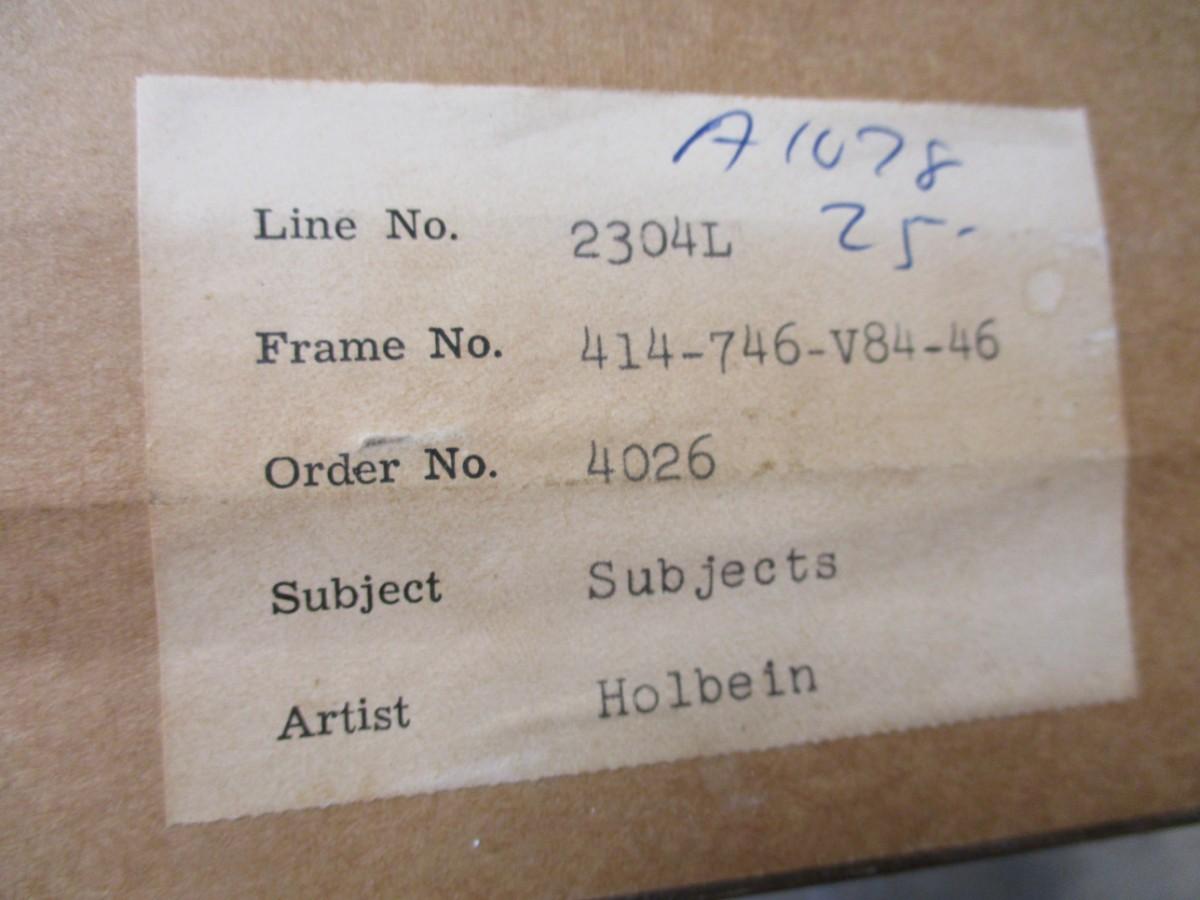 A1078
Line No. 2304L 25-
Frame No. 414-746-V84-46
Order No. 4026
Subject Subjects
Artist Holbein